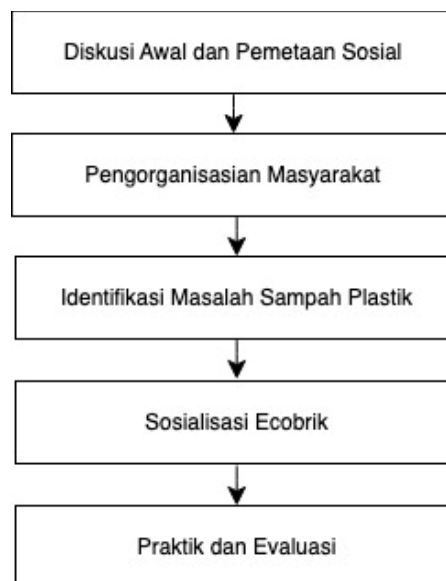 Diskusi Awal dan Pemetaan Sosial
Pengorganisasian Masyarakat
Identifikasi Masalah Sampah Plastik
Sosialisasi Ecobrik
Praktik dan Evaluasi